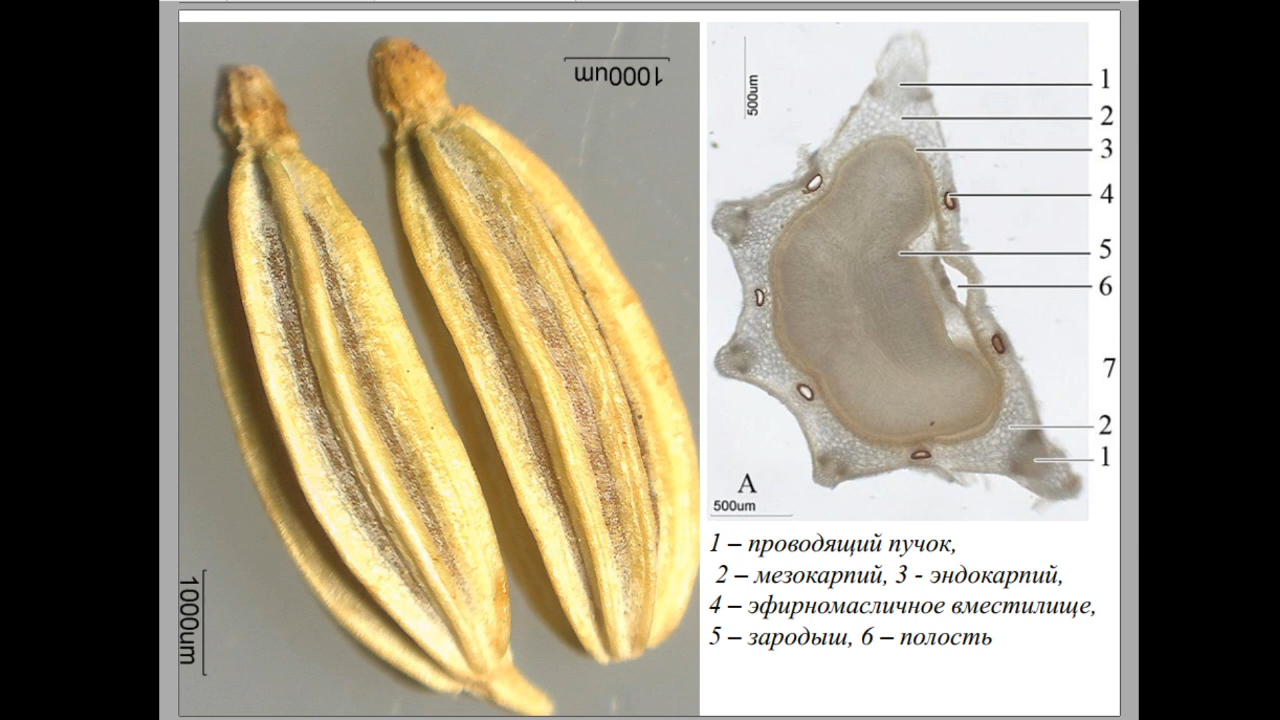 1000um
1000um
500um
1
2
3
4
5
6
7
2
1
А
500um
1 – проводящий пучок,
2 – мезокарпий, 3 - эндокарпий,
4 – эфирномасличное вместилище,
5 – зародыш, 6 – полость